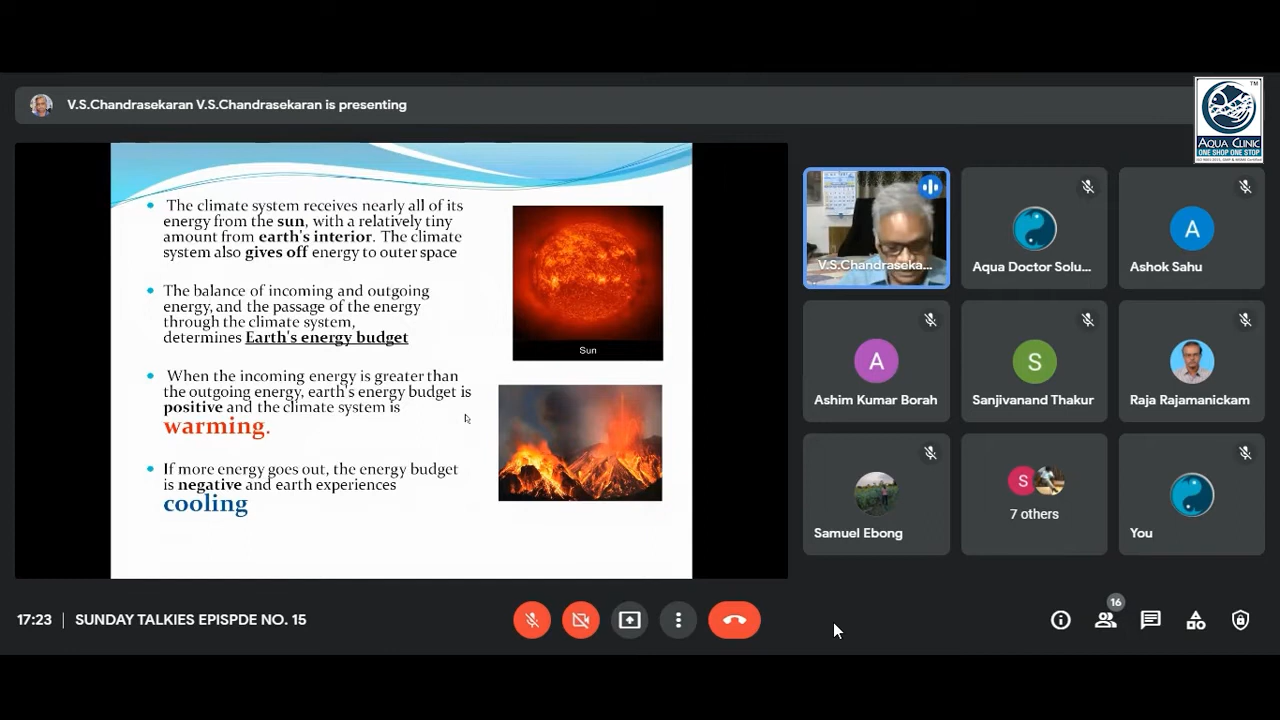 V.S.Chandrasekaran V.S.Chandrasekaran is presenting
TM
AQUA CLINIC
ONE SHOP ONE STOP
The climate system receives nearly all of its
energy from the sun, with a relatively tiny
amount from earth's interior. The climate
system also gives off energy to outer space
The balance of incoming and outgoing
energy, and the passage of the energy
through the climate system,
determines Earth's energy budget
When the incoming energy is greater than
the outgoing energy, earth's energy budget is
positive and the climate system is
warming.
If more energy goes out, the energy budget
is negative and earth experiences
cooling
Sun
V.S.Chandraseka...
Aqua Doctor Solu...
A
Ashok Sahu
A
Ashim Kumar Borah
S
Sanjivanand Thakur
Raja Rajamanickam
Samuel Ebong
S
7 others
You
17:23
SUNDAY TALKIES EPISPDE NO. 15
16